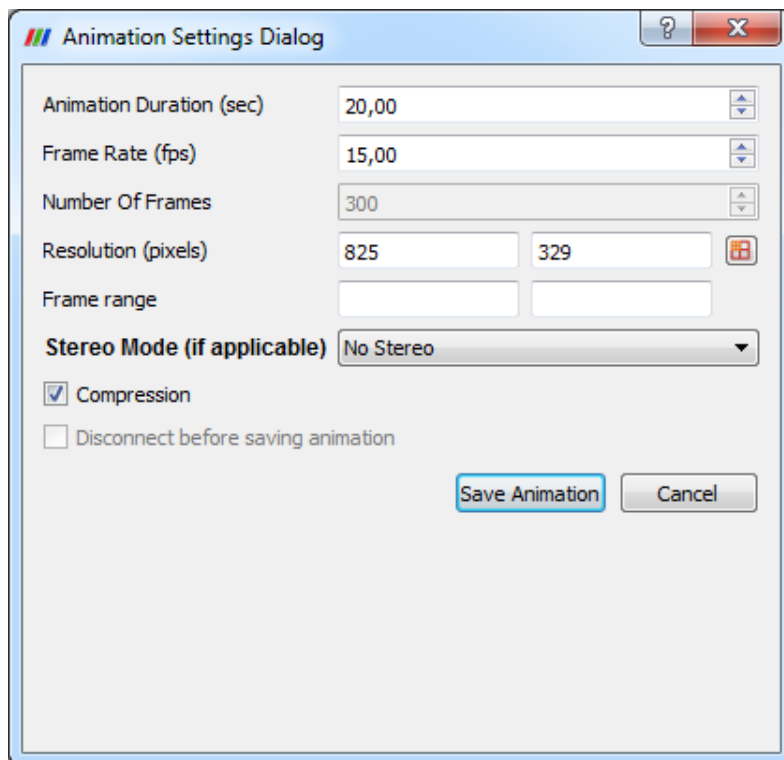 Animation Settings Dialog
Animation Duration (sec) 20,00
Frame Rate (fps) 15,00
Number Of Frames 300
Resolution (pixels) 825 329
Frame range
Stereo Mode (if applicable) No Stereo
Compression
Disconnect before saving animation
Save Animation Cancel